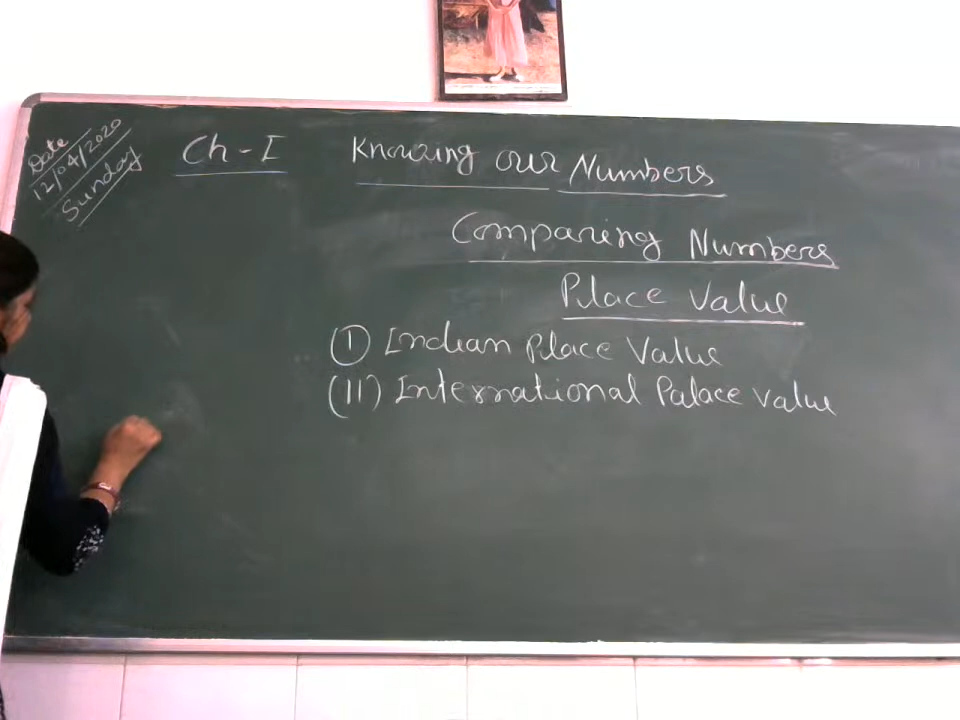 Date
12/04/2020
Sunday
Ch - I Knowing our Numbers
Comparing Numbers
Place Value
(I) Indian Place Value
(II) International Palace value